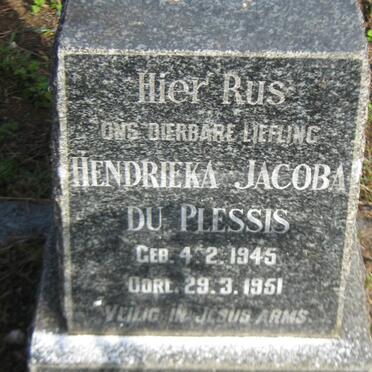 Hier Rus
ONS DIERBARE LIEFLING
HENDRIEKA JACOBA
DU PLESSIS
GEB. 4-2-1945
OORL. 29.3.1951
VEILIG IN JESUS ARMS